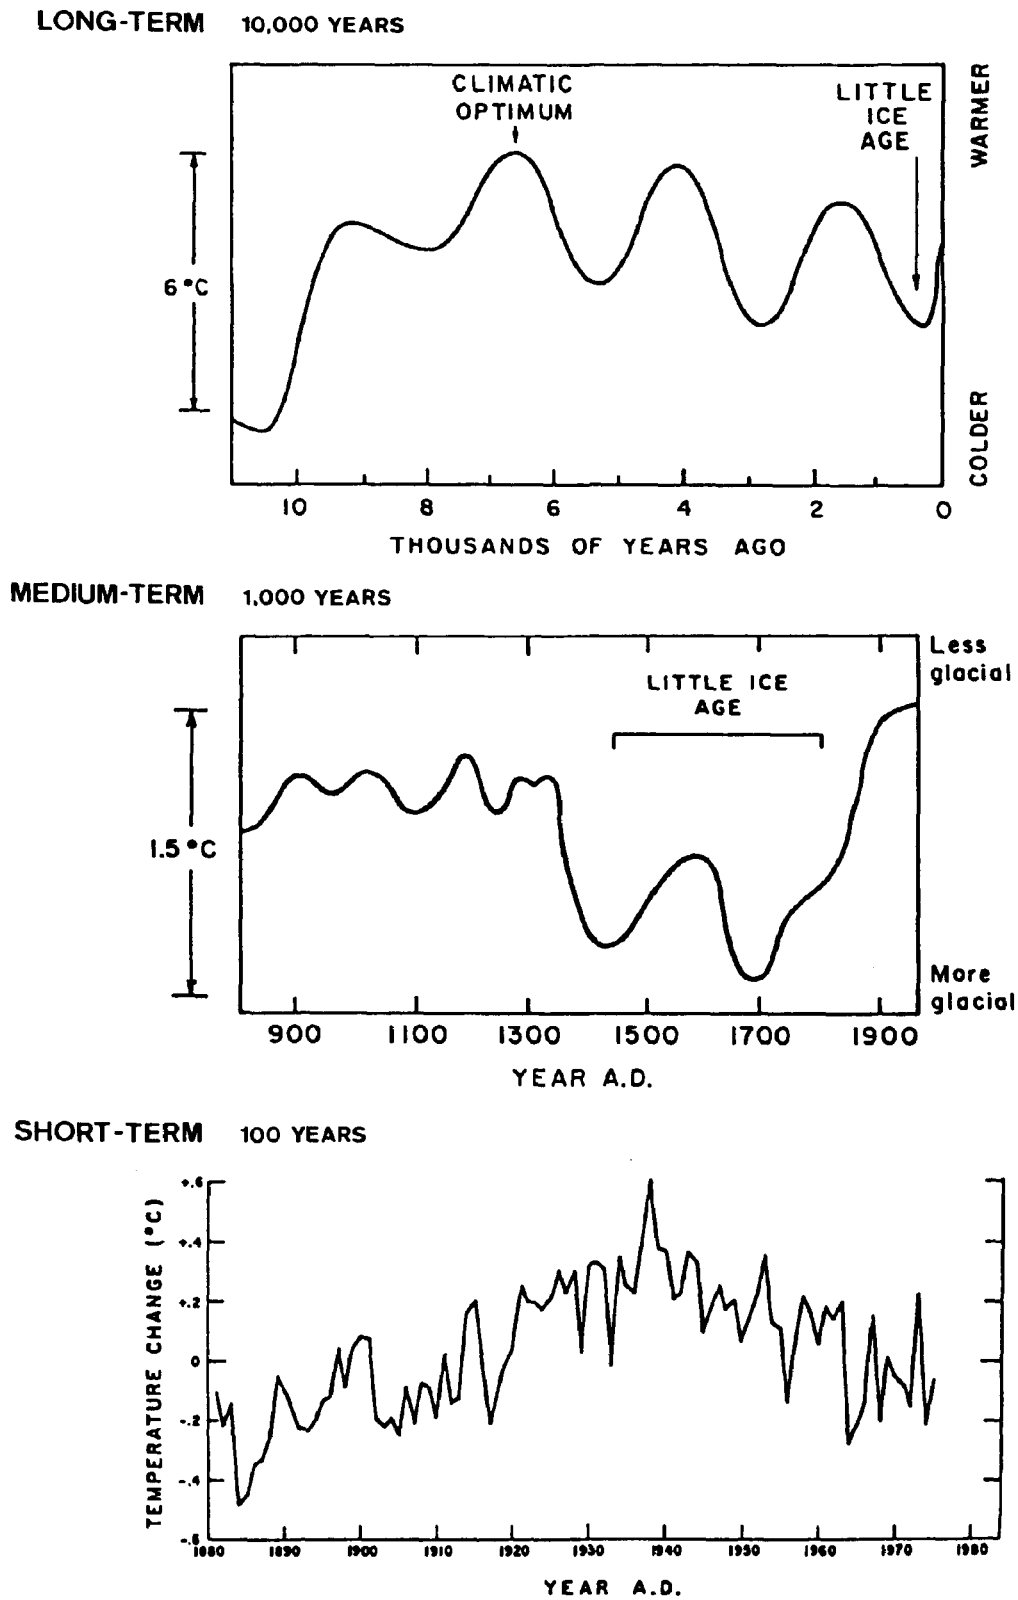 LONG-TERM 10,000 YEARS
CLIMATIC
OPTIMUM
LITTLE
ICE
AGE
WARMER
6°C
COLDER
10 8 6 4 2 0
THOUSANDS OF YEARS AGO
MEDIUM-TERM 1,000 YEARS
Less
glacial
LITTLE ICE
AGE
1.5°C
More
glacial
900 1100 1300 1500 1700 1900
YEAR A.D.
SHORT-TERM 100 YEARS
TEMPERATURE CHANGE (°C)
+.6
+.4
+.2
0
-.2
-.4
-.6
1880 1890 1900 1910 1920 1930 1940 1950 1960 1970 1980
YEAR A.D.